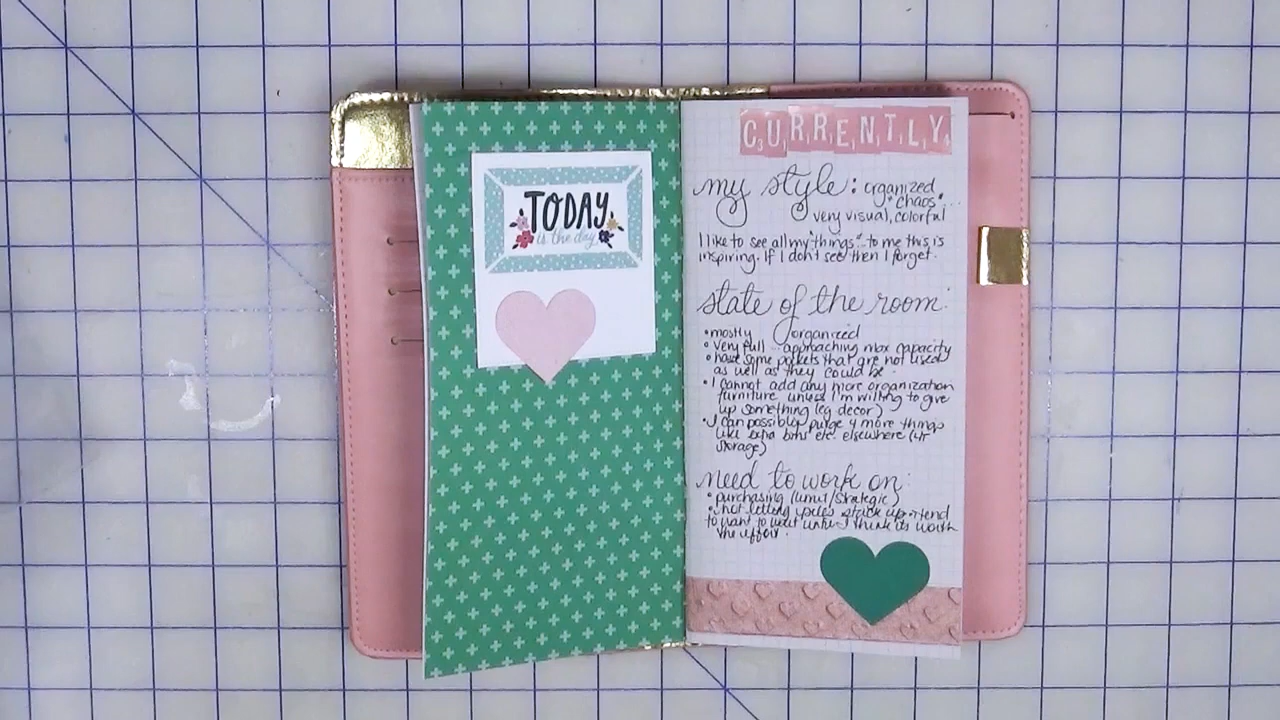 TODAY
is the day
CURRENTLY
my style: organized
"chaos"...
very visual, colorful
I like to see all my "things" to me this is
inspiring. If I don't see then I forget.
state of the room:
• mostly organized
• very full... approaching max capacity
• have some pockets that are not used
as well as they could be.
• I cannot add any more organization
furniture unless I'm willing to give
up something (eg decor)
• I can possibly purge y more things
like extra bins etc. elsewhere (ur
storage)
need to work on:
• purchasing (limit/strategic)
• not letting piles stack up - I tend
to want to wait until I think its worth
the effort.